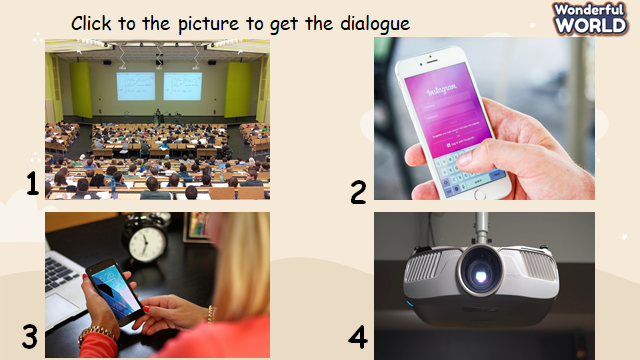 Click to the picture to get the dialogue
Wonderful
WORLD
1
2
Instagram
3
4